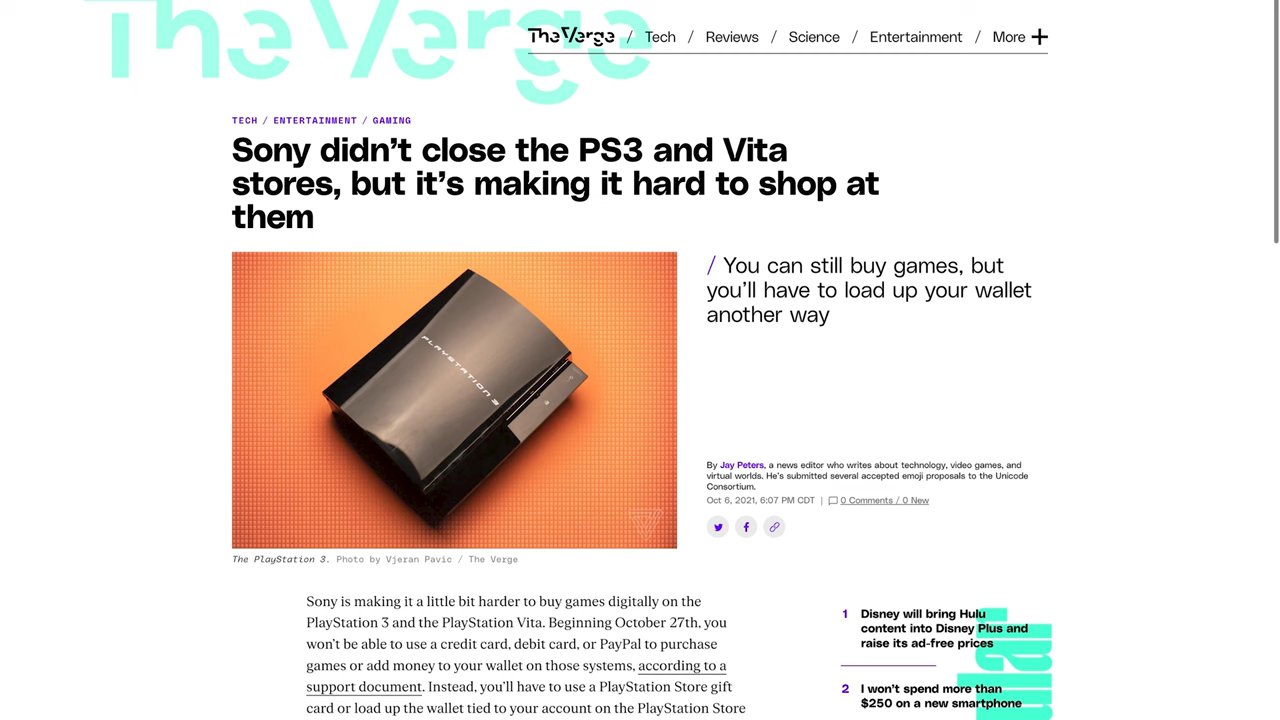 The Verge
The Verge / Tech / Reviews / Science / Entertainment / More +
TECH / ENTERTAINMENT / GAMING
Sony didn’t close the PS3 and Vita
stores, but it’s making it hard to shop at
them
PLAYSTATION 3
/ You can still buy games, but
you’ll have to load up your wallet
another way
By Jay Peters, a news editor who writes about technology, video games, and
virtual worlds. He’s submitted several accepted emoji proposals to the Unicode
Consortium.
Oct 6, 2021, 6:07 PM CDT | 0 Comments / 0 New
The PlayStation 3. Photo by Vjeran Pavic / The Verge
Sony is making it a little bit harder to buy games digitally on the
PlayStation 3 and the PlayStation Vita. Beginning October 27th, you
won’t be able to use a credit card, debit card, or PayPal to purchase
games or add money to your wallet on those systems, according to a
support document. Instead, you’ll have to use a PlayStation Store gift
card or load up the wallet tied to your account on the PlayStation Store
1 Disney will bring Hulu
content into Disney Plus and
raise its ad-free prices
2 I won’t spend more than
$250 on a new smartphone